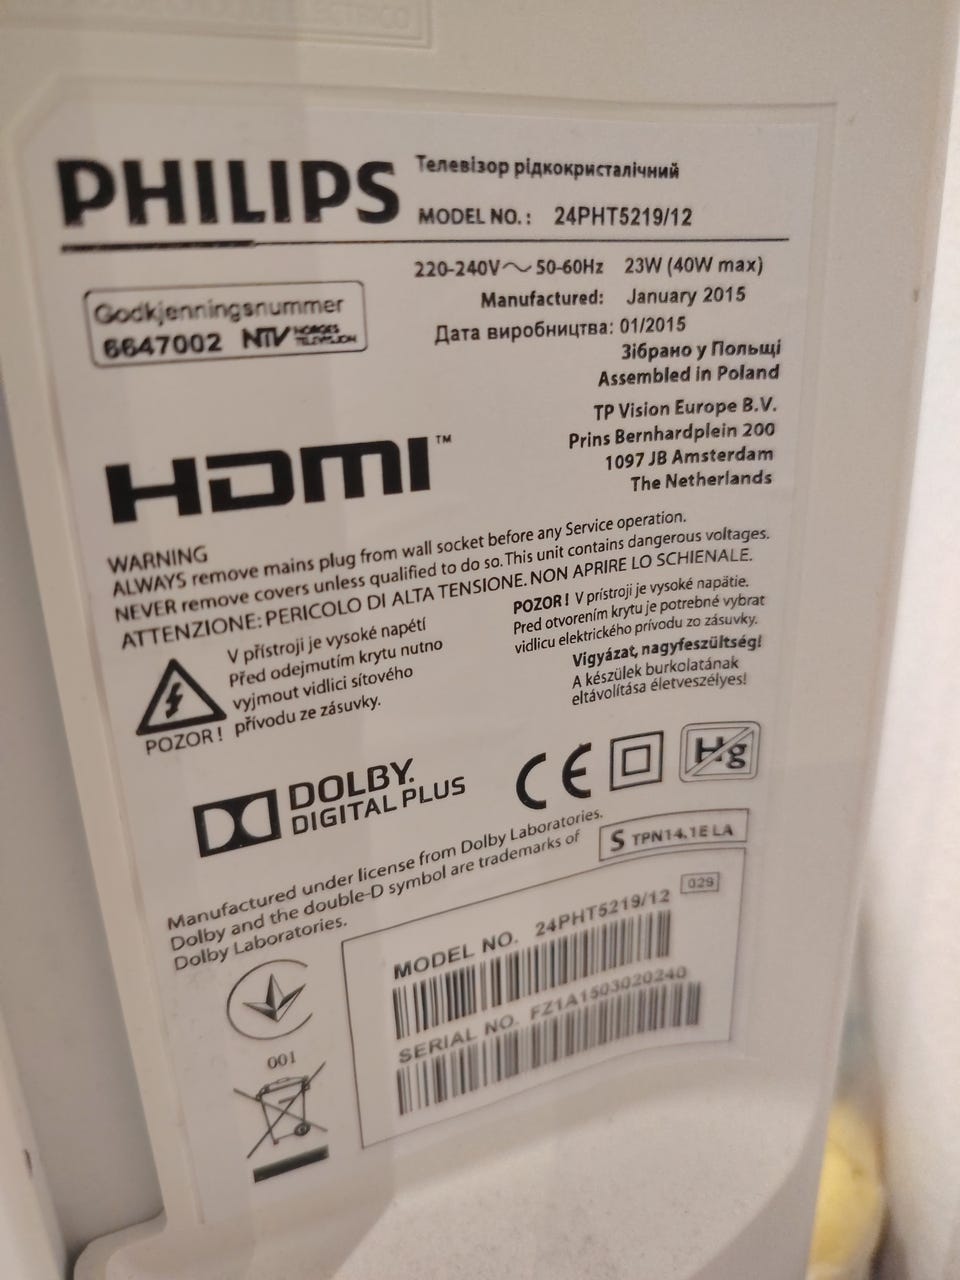 PHILIPS
Телевізор рідкокристалічний
MODEL NO.: 24PHT5219/12
220-240V~ 50-60Hz 23W (40W max)
Manufactured: January 2015
Дата виробництва: 01/2015
Зібрано у Польщі
Assembled in Poland
Godkjenningsnummer
6647002 NTV NORGES TELEVISJON
TP Vision Europe B.V.
Prins Bernhardplein 200
1097 JB Amsterdam
The Netherlands
HDMI™
WARNING
ALWAYS remove mains plug from wall socket before any Service operation.
NEVER remove covers unless qualified to do so. This unit contains dangerous voltages.
ATTENZIONE: PERICOLO DI ALTA TENSIONE. NON APRIRE LO SCHIENALE.
V přístroji je vysoké napětí
Před odejmutím krytu nutno
vyjmout vidlici síťového
přívodu ze zásuvky.
POZOR!
POZOR! V prístroji je vysoké napätie.
Pred otvorením krytu je potrebné vybrat
vidlicu elektrického prívodu zo zásuvky.
Vigyázat, nagyfeszültség!
A készülek burkolatának
eltávolítása életveszélyes!
DOLBY
DIGITAL PLUS
CE
Hg
Manufactured under license from Dolby Laboratories.
Dolby and the double-D symbol are trademarks of
Dolby Laboratories.
S TPN14.1E LA
029
MODEL NO. 24PHT5219/12
SERIAL NO. FZ1A1503020240
001